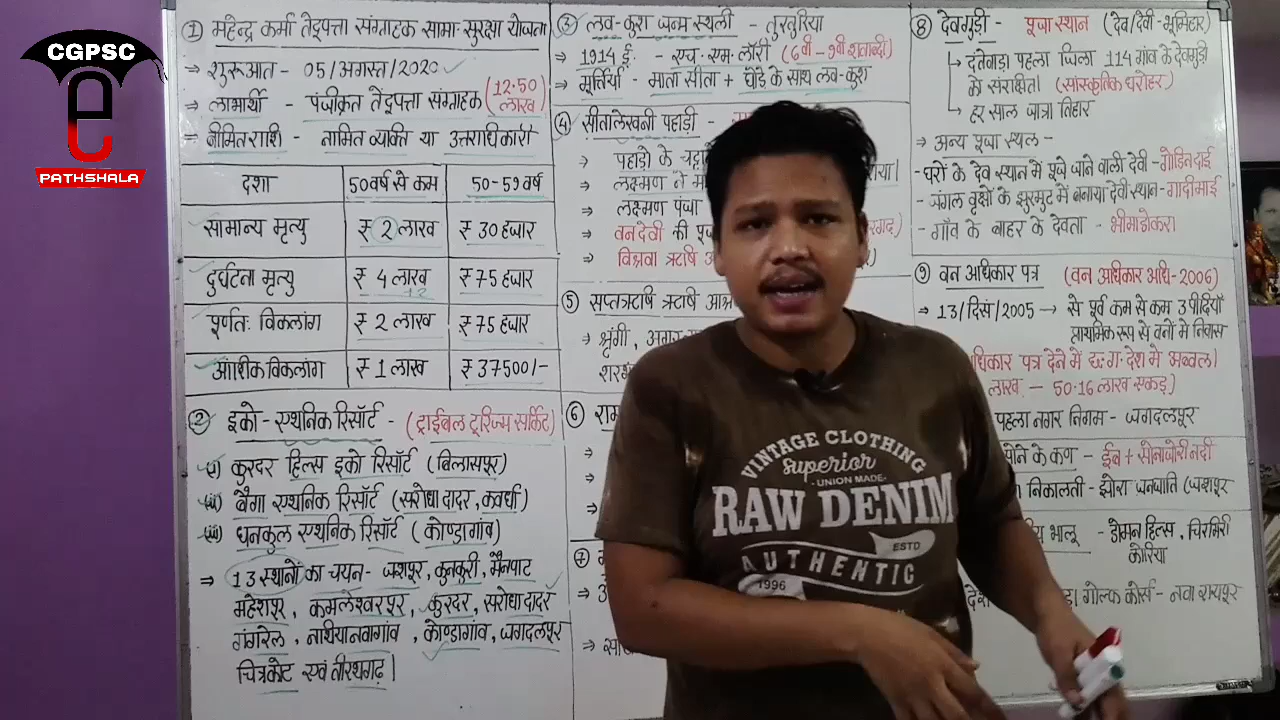 CGPSC
e
PATHSHALA
① महेन्द्र कर्मा तेंदूपत्ता संग्राहक सामा. सुरक्षा योजना
⇒ शुरूआत - 05/अगस्त/2020
⇒ लाभार्थी - पंजीकृत तेंदूपत्ता संग्राहक (12.50 लाख)
⇒ बीमित राशि - नामित व्यक्ति या उत्तराधिकारी
दशा 50 वर्ष से कम 50-59 वर्ष
सामान्य मृत्यु ₹ 2 लाख ₹ 30 हजार
दुर्घटना मृत्यु ₹ 4 लाख ₹ 75 हजार
+2
पूर्णतः विकलांग ₹ 2 लाख ₹ 75 हजार
आंशिक विकलांग ₹ 1 लाख ₹ 37500/-
② इको - एथनिक रिसॉर्ट - (ट्राईबल टूरिज्म सर्किट)
i) कुरदर हिल्स इको रिसॉर्ट (बिलासपुर)
ii) बैगा एथनिक रिसॉर्ट (सरोधा दादर, कवर्धा)
iii) धनकुल एथनिक रिसॉर्ट (कोण्डागांव)
⇒ 13 स्थानों का चयन - जशपुर, कुनकुरी, मैनपाट
महेशपुर, कमलेश्वरपुर, कुरदर, सरोधा दादर
गंगरेल, नथियानवागांव, कोण्डागांव, जगदलपुर
चित्रकोट एवं तीरथगढ़।
③ लव-कुश जन्म स्थली - तुरतुरिया
⇒ 1914 ई. - एच. एम. लॉरी (6वीं - 9वीं शताब्दी)
⇒ मूर्तियां - माता सीता + घोड़े के साथ लव-कुश
④ सीतालेखनी पहाड़ी -
⇒ पहाड़ी के
⇒ लक्ष्मण ने
⇒ लक्ष्मण पंजा
⇒ वनदेवी की
⇒ विश्रवा ऋषि
⑤ सप्तऋषि ऋषि
⇒ श्रृंगी,
⑥
⑦
⑧ देवगुड़ी - पूजा स्थान (देव/देवी-भूमिहार)
दंतेवाड़ा पहला जिला 114 गांव के देवगुड़ी
को संरक्षित। (सांस्कृतिक धरोहर)
हर साल जात्रा तिहार
⇒ अन्य पूजा स्थल -
- घरों के देव स्थान में पूजे जाने वाली देवी - गोडिन दाई
- जंगल वृक्षों के झुरमुट में बनाया देवी स्थान - गादीमाई
- गाँव के बाहर के देवता - भीमाडोकरा
⑨ वन अधिकार पत्र (वन अधिकार अधि-2006)
⇒ 13/दिसं/2005 → से पूर्व कम से कम 3 पीढ़ियों
प्राथमिक रूप से वनों में निवास
धिकार पत्र देने में छ.ग. देश में अव्वल।
लाख - 50.16 लाख एकड़)
पहला नगर निगम - जगदलपुर
सोने के कण - ईब + सोनाजोरी नदी
निकालती - झोरा जनजाति (जशपुर
भालू - डोमन हिल्स, चिरमिरी
कोरिया
गोल्फ कोर्स - नवा रायपुर
VINTAGE CLOTHING
superior
- UNION MADE -
RAW DENIM
ESTD
AUTHENTIC
1996